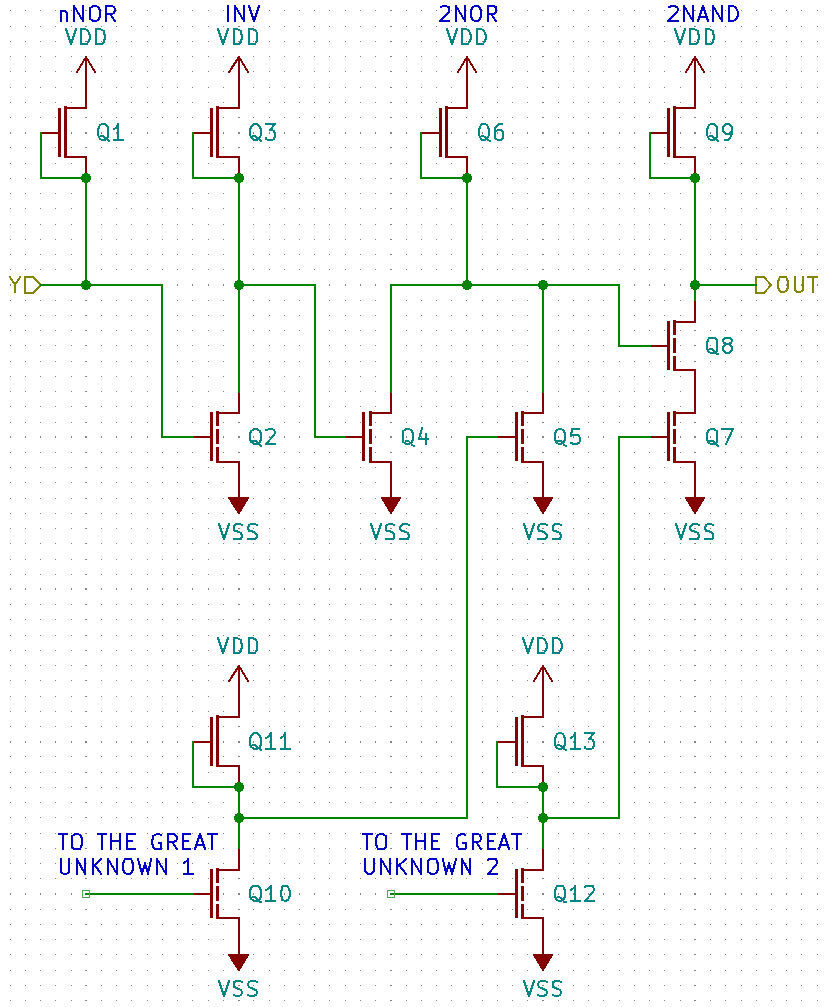 nNOR INV 2NOR 2NAND
VDD VDD VDD VDD
Q1 Q3 Q6 Q9
Y OUT
Q8
Q2 Q4 Q5 Q7
VSS VSS VSS VSS
VDD VDD
Q11 Q13
TO THE GREAT TO THE GREAT
UNKNOWN 1 UNKNOWN 2
Q10 Q12
VSS VSS